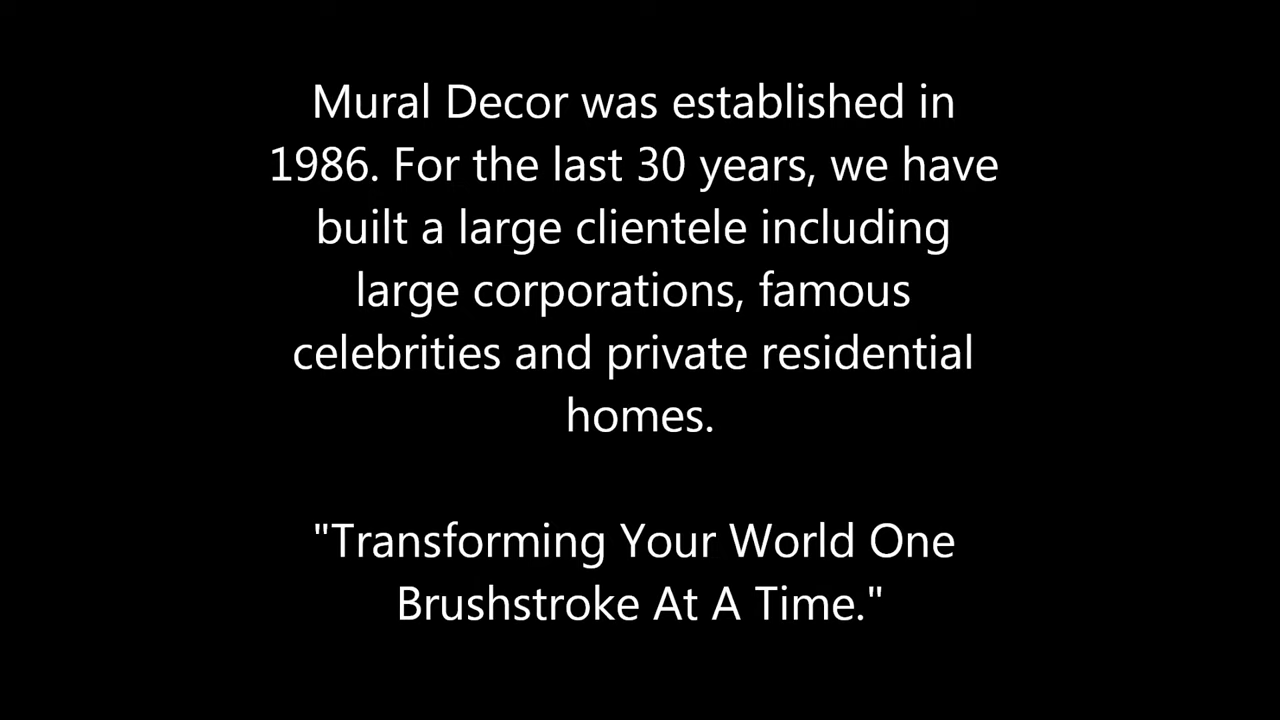 Mural Decor was established in
1986. For the last 30 years, we have
built a large clientele including
large corporations, famous
celebrities and private residential
homes.
"Transforming Your World One
Brushstroke At A Time."